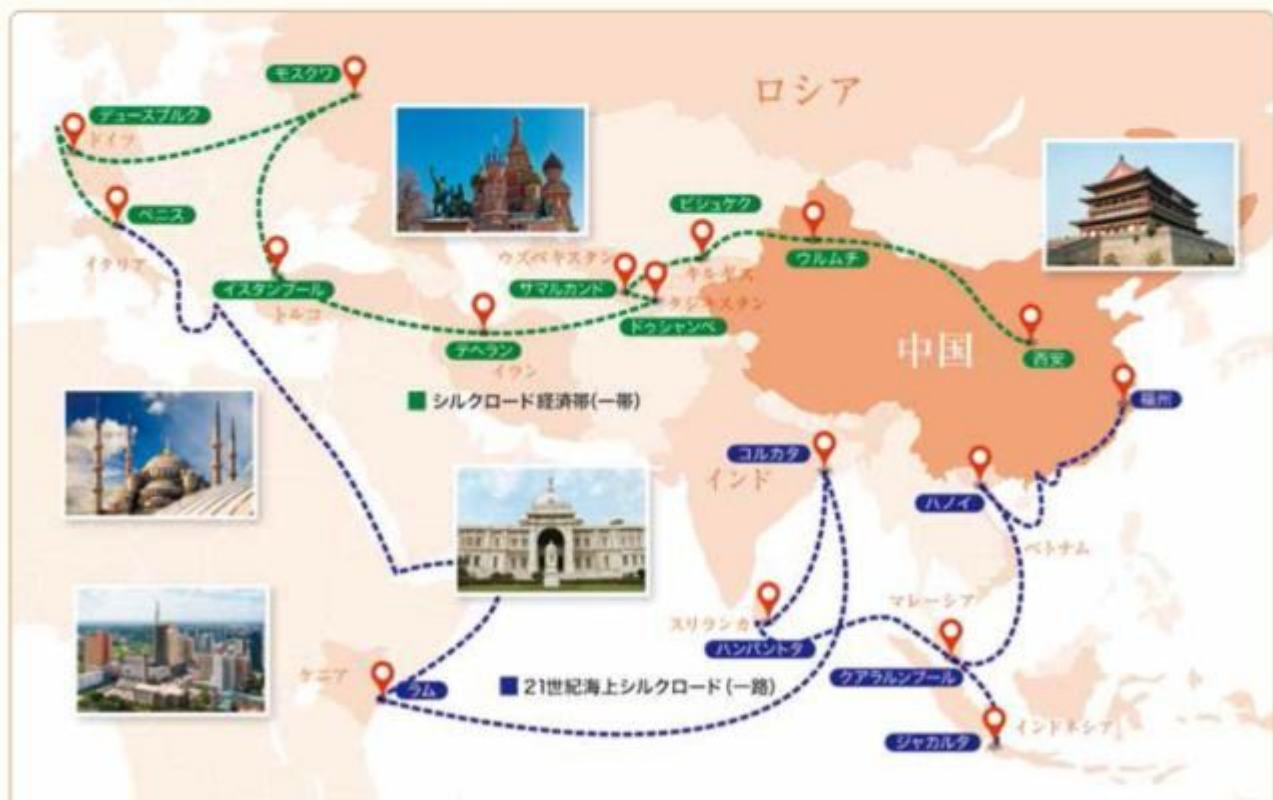 モスクワ
ロシア
デュースブルク
ドイツ
ベニス
イタリア
ビシュケク
ウルムチ
ウズベキスタン
キルギス
サマルカンド
タジキスタン
イスタンブール
トルコ
ドゥシャンベ
テヘラン
イラン
中国
西安
シルクロード経済帯(一帯)
福州
コルカタ
インド
ハノイ
ベトナム
マレーシア
スリランカ
ハンバントタ
ケニア
ラム
21世紀海上シルクロード(一路)
クアラルンプール
インドネシア
ジャカルタ